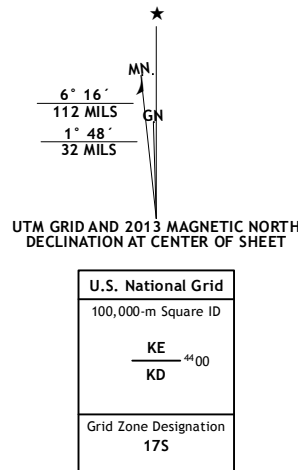 MN.
6° 16´
112 MILS
GN
1° 48´
32 MILS
UTM GRID AND 2013 MAGNETIC NORTH
DECLINATION AT CENTER OF SHEET
U.S. National Grid
100,000-m Square ID
KE
4400
KD
Grid Zone Designation
17S